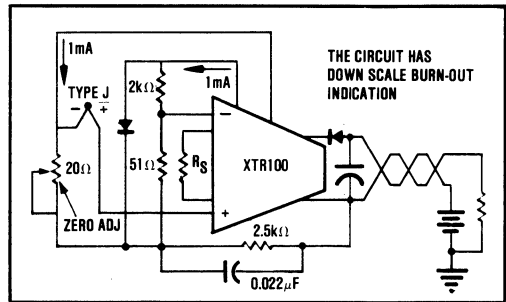 1mA
TYPE J
− +
20Ω
ZERO ADJ
2kΩ
51Ω
1mA
−
RS
+
XTR100
2.5kΩ
0.022μF
THE CIRCUIT HAS
DOWN SCALE BURN-OUT
INDICATION